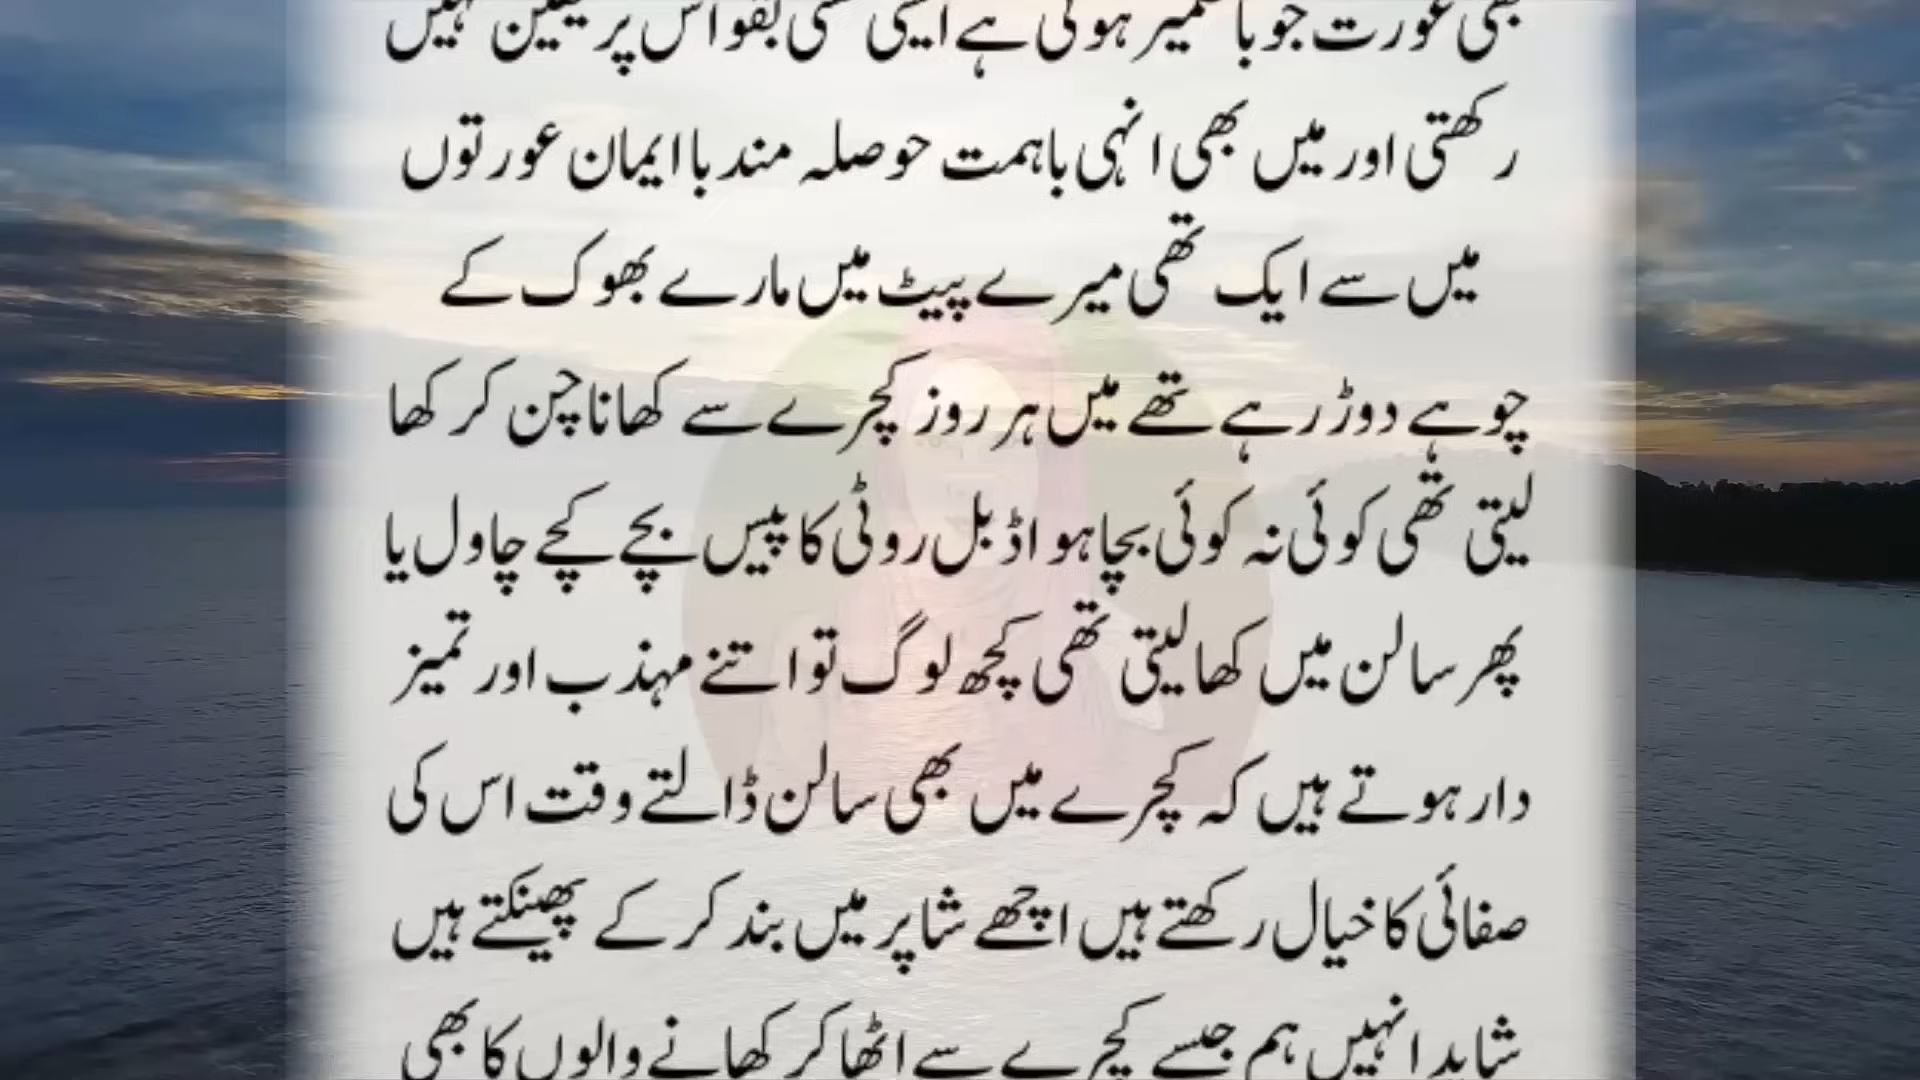 بھی عورت جو باضمیر ہوتی ہے ایسی کسی بقواس پر یقین نہیں
رکھتی اور میں بھی انہی باہمت حوصلہ مند باایمان عورتوں
میں سے ایک تھی میرے پیٹ میں مارے بھوک کے
چوہے دوڑ رہے تھے میں ہر روز کچرے سے کھانا چن کر کھا
لیتی تھی کوئی نہ کوئی بچا ہوا ڈبل روٹی کا پیس بچے کچے چاول یا
پھر سالن میں کھا لیتی تھی کچھ لوگ تو اتنے مہذب اور تمیز
دار ہوتے ہیں کہ کچرے میں بھی سالن ڈالتے وقت اس کی
صفائی کا خیال رکھتے ہیں اچھے شاپر میں بند کر کے پھینکتے ہیں
شاید انہیں ہم جیسے کچرے سے اٹھا کر کھانے والوں کا بھی